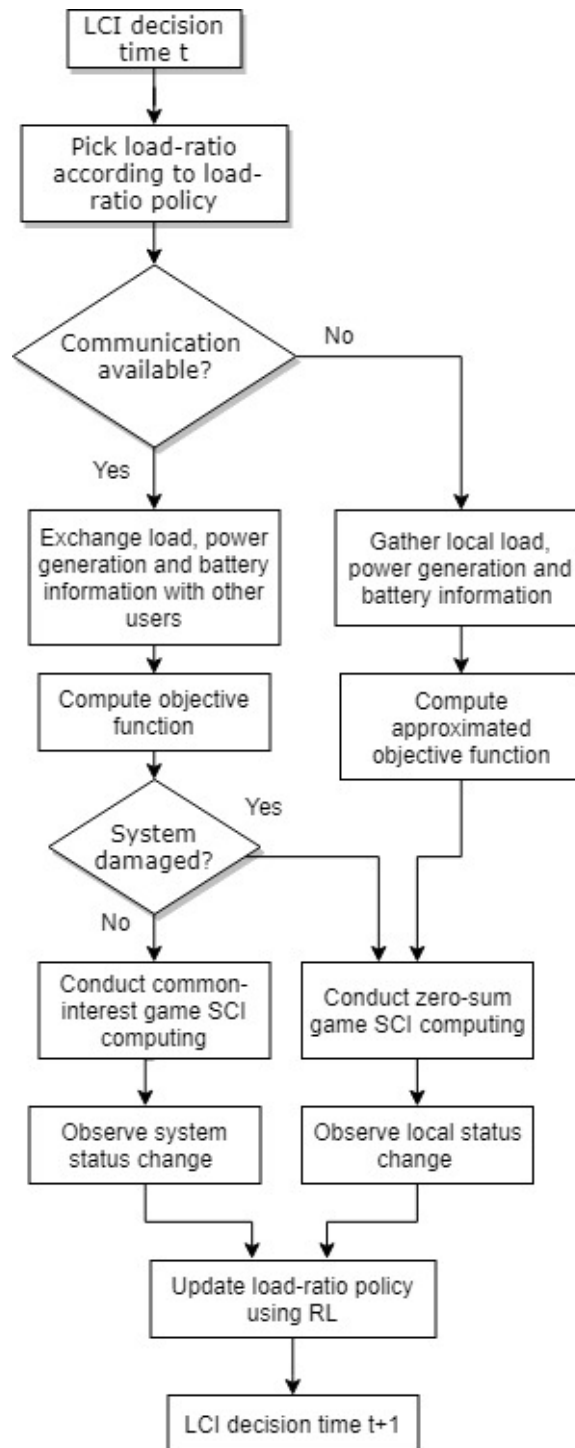 LCI decision
time t
Pick load-ratio
according to load-
ratio policy
Communication
available?
No
Yes
Exchange load, power
generation and battery
information with other
users
Gather local load,
power generation and
battery information
Compute objective
function
Compute
approximated
objective function
System
damaged?
Yes
No
Conduct common-
interest game SCI
computing
Conduct zero-sum
game SCI computing
Observe system
status change
Observe local status
change
Update load-ratio policy
using RL
LCI decision time t+1